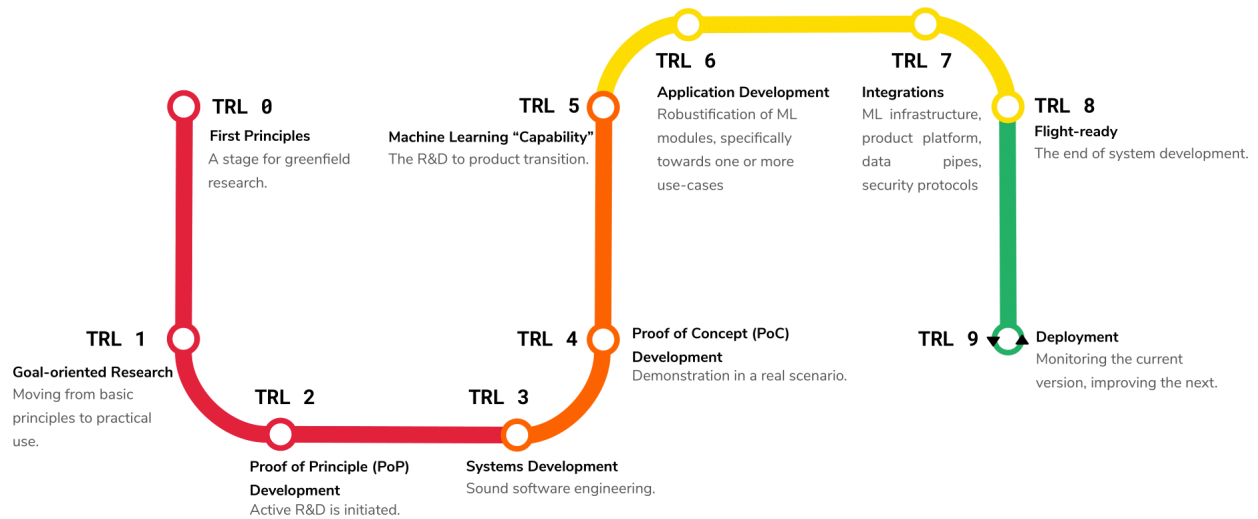 TRL 0
First Principles
A stage for greenfield
research.
TRL 1
Goal-oriented Research
Moving from basic
principles to practical
use.
TRL 2
Proof of Principle (PoP)
Development
Active R&D is initiated.
TRL 3
Systems Development
Sound software engineering.
TRL 4
Proof of Concept (PoC)
Development
Demonstration in a real scenario.
TRL 5
Machine Learning “Capability”
The R&D to product transition.
TRL 6
Application Development
Robustification of ML
modules, specifically
towards one or more
use-cases
TRL 7
Integrations
ML infrastructure,
product platform,
data pipes,
security protocols
TRL 8
Flight-ready
The end of system development.
TRL 9
Deployment
Monitoring the current
version, improving the next.